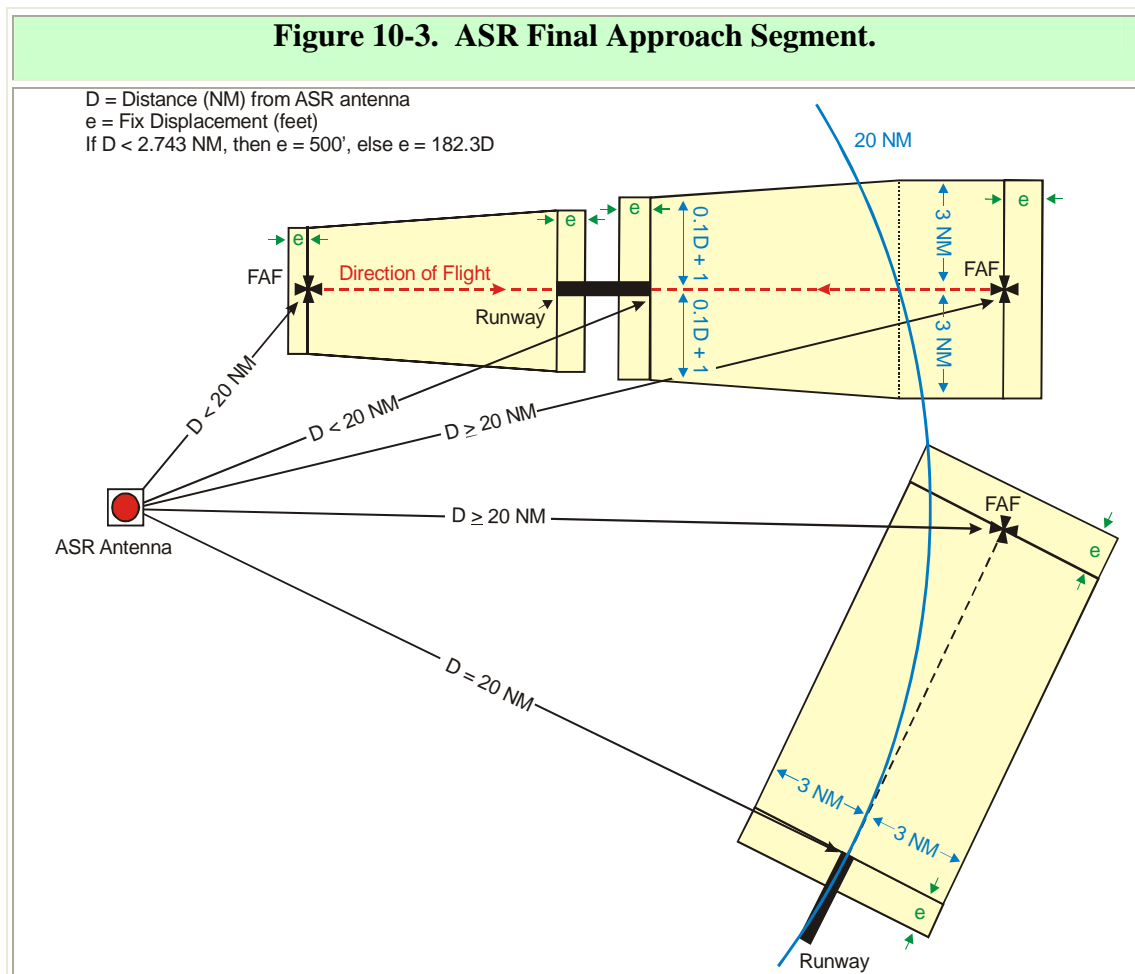 Figure 10-3. ASR Final Approach Segment.
D = Distance (NM) from ASR antenna
e = Fix Displacement (feet)
If D < 2.743 NM, then e = 500', else e = 182.3D
20 NM
e
e
e
e
FAF
Direction of Flight
Runway
0.1D + 1
0.1D + 1
3 NM
3 NM
FAF
D < 20 NM
D < 20 NM
D ≥ 20 NM
D ≥ 20 NM
D = 20 NM
ASR Antenna
FAF
e
3 NM
3 NM
e
Runway